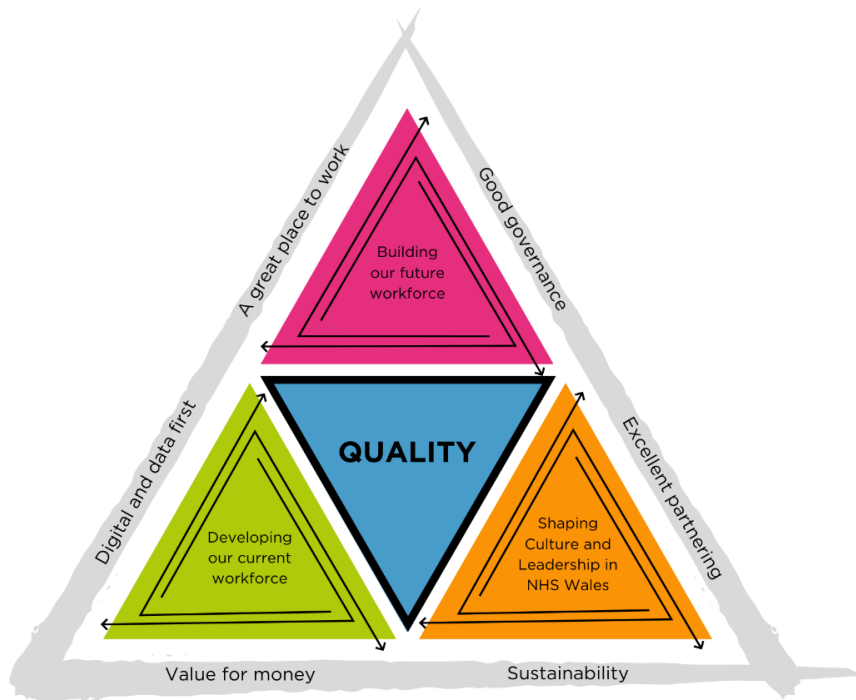 A great place to work
Good governance
Building
our future
workforce
Digital and data first
QUALITY
Excellent partnering
Developing
our current
workforce
Shaping
Culture and
Leadership in
NHS Wales
Value for money
Sustainability